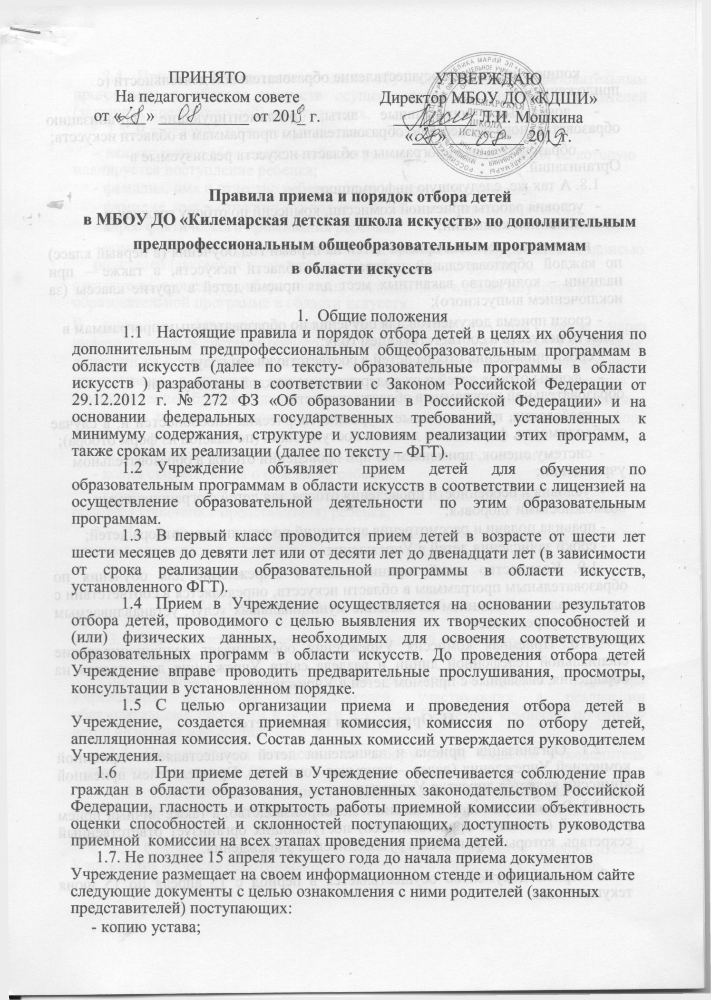 ПРИНЯТО
На педагогическом совете
от «28» 08 от 2019 г.
УТВЕРЖДАЮ
Директор МБОУ ДО «КДШИ»
Л.И. Мошкина
«28» 08 2019г.
РЕСПУБЛИКА МАРИЙ ЭЛ
«КИЛЕМАРСКАЯ
ДЕТСКАЯ
ШКОЛА
ИСКУССТВ»
ИНН 1204002181
Правила приема и порядок отбора детей
в МБОУ ДО «Килемарская детская школа искусств» по дополнительным
предпрофессиональным общеобразовательным программам
в области искусств
1. Общие положения
1.1 Настоящие правила и порядок отбора детей в целях их обучения по
дополнительным предпрофессиональным общеобразовательным программам в
области искусств (далее по тексту- образовательные программы в области
искусств ) разработаны в соответствии с Законом Российской Федерации от
29.12.2012 г. № 272 ФЗ «Об образовании в Российской Федерации» и на
основании федеральных государственных требований, установленных к
минимуму содержания, структуре и условиям реализации этих программ, а
также срокам их реализации (далее по тексту – ФГТ).
1.2 Учреждение объявляет прием детей для обучения по
образовательным программам в области искусств в соответствии с лицензией на
осуществление образовательной деятельности по этим образовательным
программам.
1.3 В первый класс проводится прием детей в возрасте от шести лет
шести месяцев до девяти лет или от десяти лет до двенадцати лет (в зависимости
от срока реализации образовательной программы в области искусств,
установленного ФГТ).
1.4 Прием в Учреждение осуществляется на основании результатов
отбора детей, проводимого с целью выявления их творческих способностей и
(или) физических данных, необходимых для освоения соответствующих
образовательных программ в области искусств. До проведения отбора детей
Учреждение вправе проводить предварительные прослушивания, просмотры,
консультации в установленном порядке.
1.5 С целью организации приема и проведения отбора детей в
Учреждение, создается приемная комиссия, комиссия по отбору детей,
апелляционная комиссия. Состав данных комиссий утверждается руководителем
Учреждения.
1.6 При приеме детей в Учреждение обеспечивается соблюдение прав
граждан в области образования, установленных законодательством Российской
Федерации, гласность и открытость работы приемной комиссии объективность
оценки способностей и склонностей поступающих, доступность руководства
приемной комиссии на всех этапах проведения приема детей.
1.7. Не позднее 15 апреля текущего года до начала приема документов
Учреждение размещает на своем информационном стенде и официальном сайте
следующие документы с целью ознакомления с ними родителей (законных
представителей) поступающих:
- копию устава;